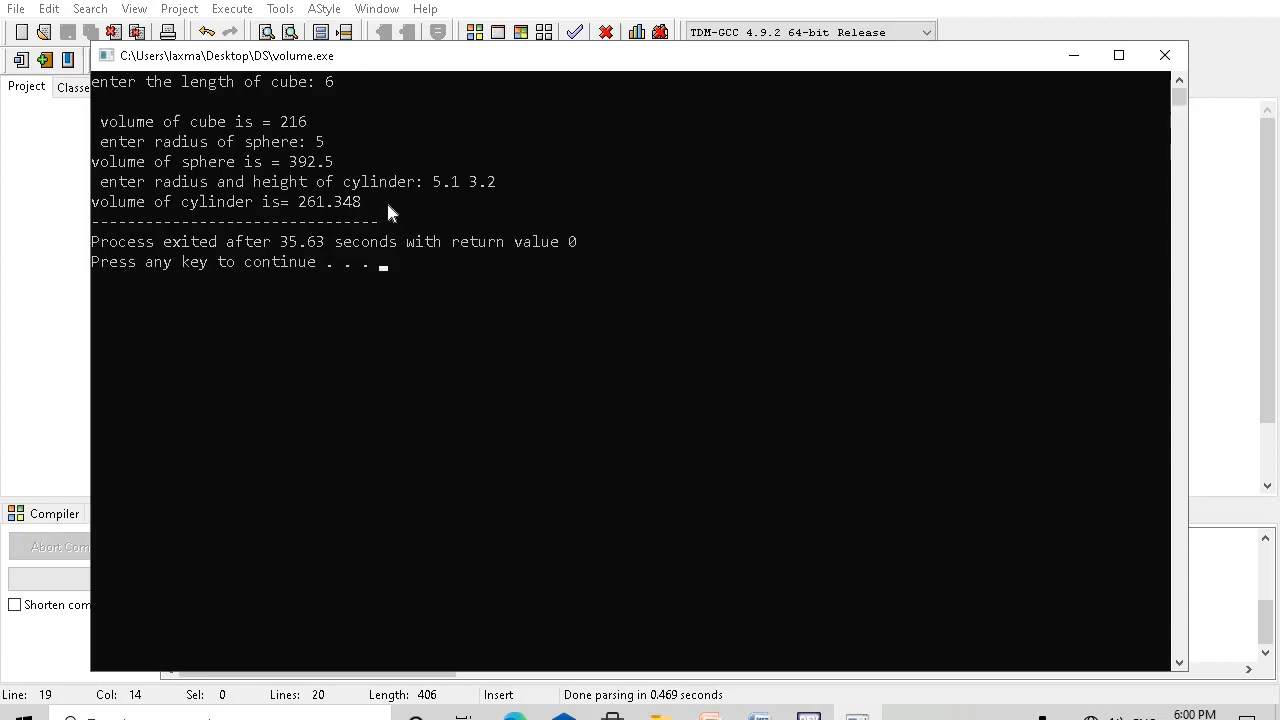 File Edit Search View Project Execute Tools AStyle Window Help
TDM-GCC 4.9.2 64-bit Release
C:\Users\laxma\Desktop\DS\volume.exe
Project Classe
enter the length of cube: 6
volume of cube is = 216
enter radius of sphere: 5
volume of sphere is = 392.5
enter radius and height of cylinder: 5.1 3.2
volume of cylinder is= 261.348
--------------------------------
Process exited after 35.63 seconds with return value 0
Press any key to continue . . .
Compiler
Abort Com
Shorten com
Line: 19 Col: 14 Sel: 0 Lines: 20 Length: 406 Insert Done parsing in 0.469 seconds
6:00 PM